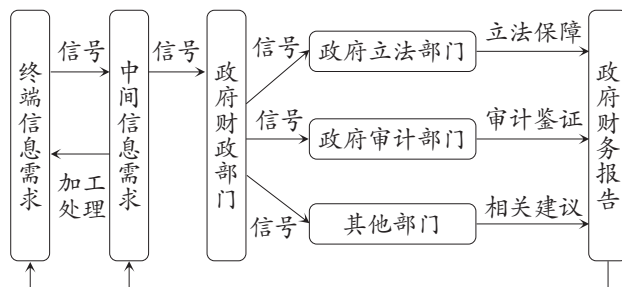 终端信息需求
信号
加工
处理
中间信息需求
信号
政府财政部门
信号
信号
信号
政府立法部门
政府审计部门
其他部门
立法保障
审计鉴证
相关建议
政府财务报告